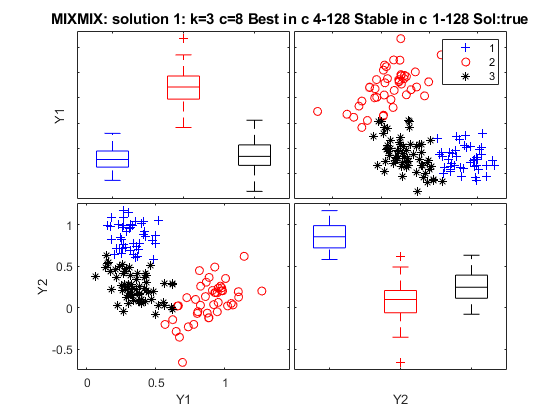 MIXMIX: solution 1: k=3 c=8 Best in c 4-128 Stable in c 1-128 Sol:true
Y1
1
2
3
Y2
1
0.5
0
-0.5
0
0.5
1
Y1
Y2